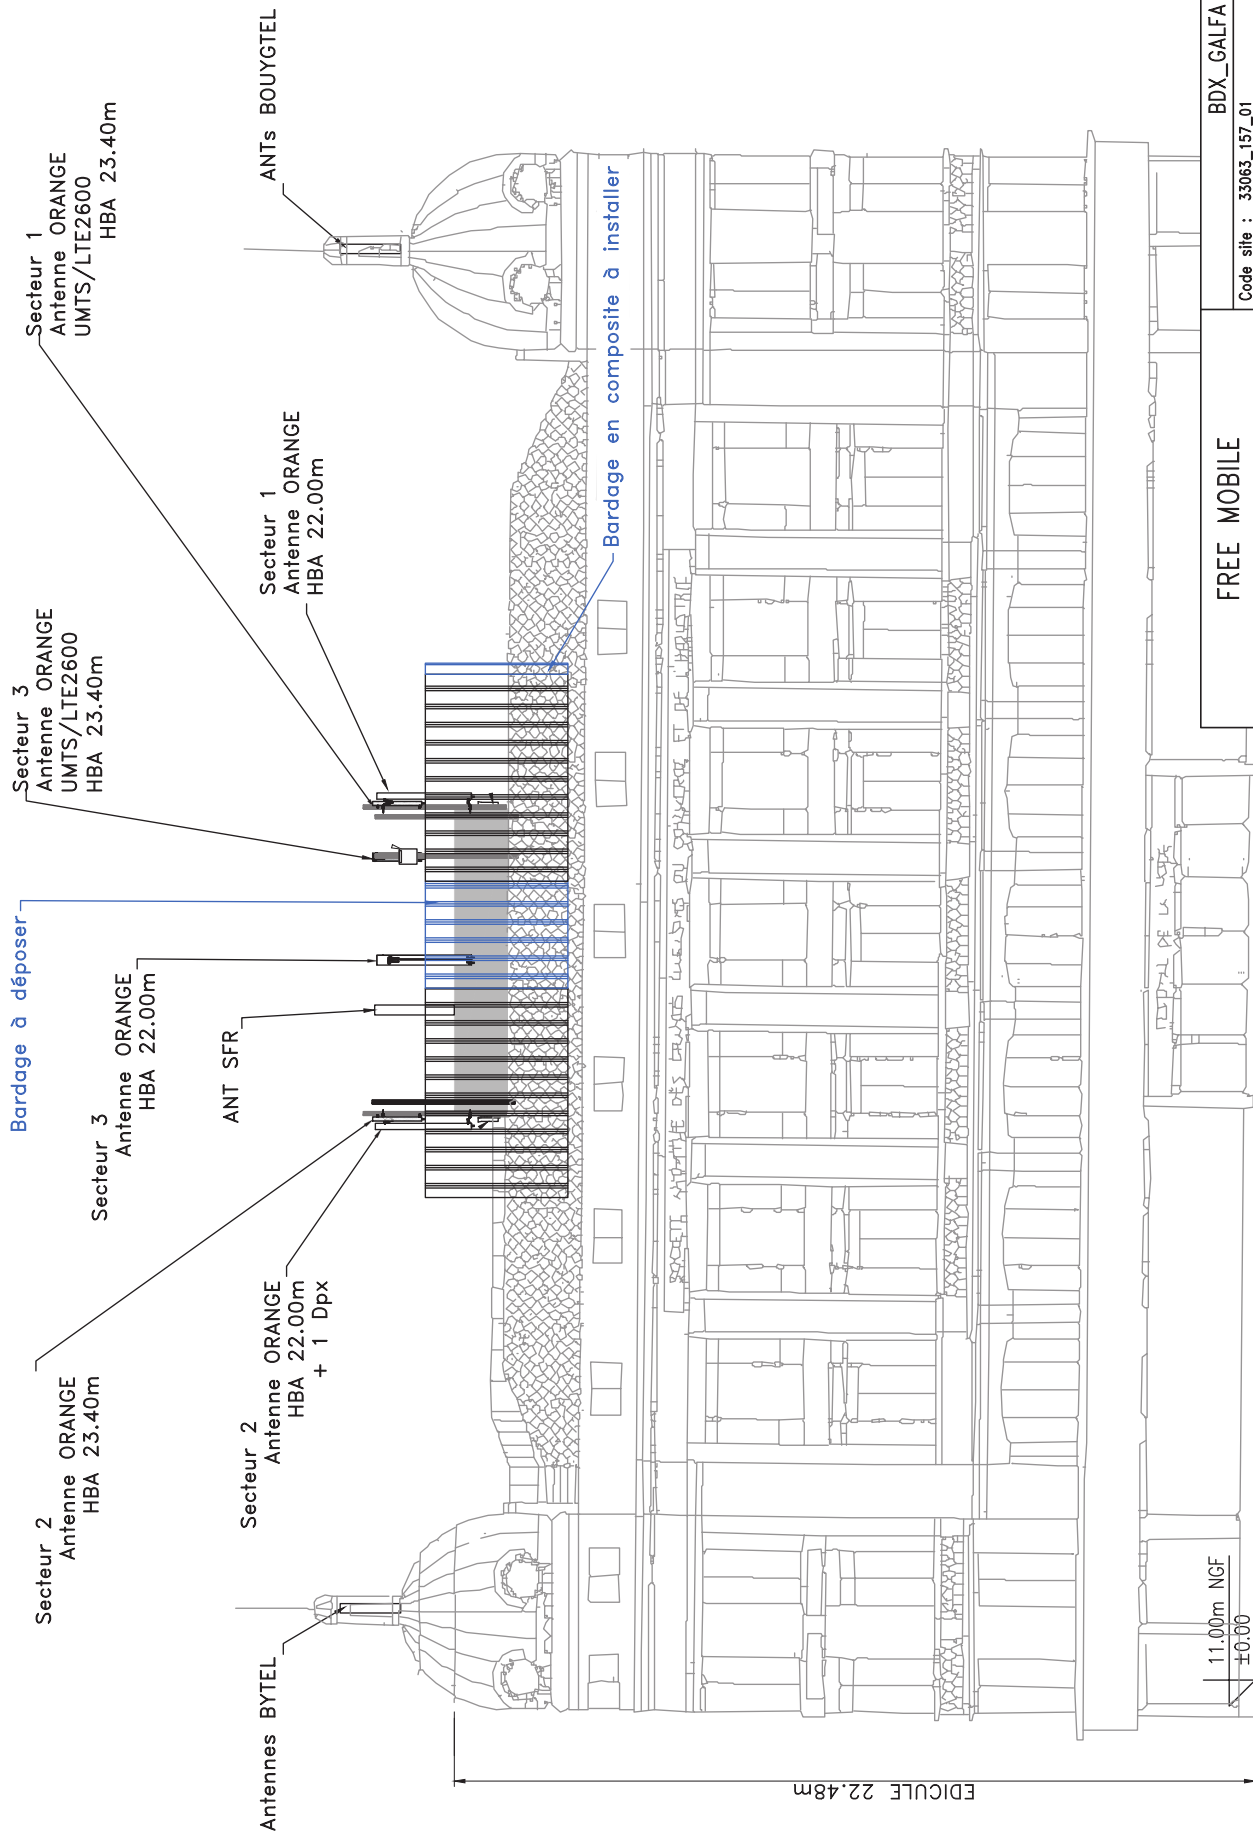 Secteur 2
Antenne ORANGE
HBA 23.40m
Bardage à déposer
Secteur 3
Antenne ORANGE
UMTS/LTE2600
HBA 23.40m
Secteur 1
Antenne ORANGE
UMTS/LTE2600
HBA 23.40m
Secteur 3
Antenne ORANGE
HBA 22.00m
Antennes BYTEL
Secteur 2
Antenne ORANGE
HBA 22.00m
+ 1 Dpx
ANT SFR
Secteur 1
Antenne ORANGE
HBA 22.00m
ANTs BOUYGTEL
Bardage en composite à installer
EDICULE 22.48m
11.00m NGF
±0.00
FREE MOBILE
BDX_GALFA
Code site : 33063_157_01